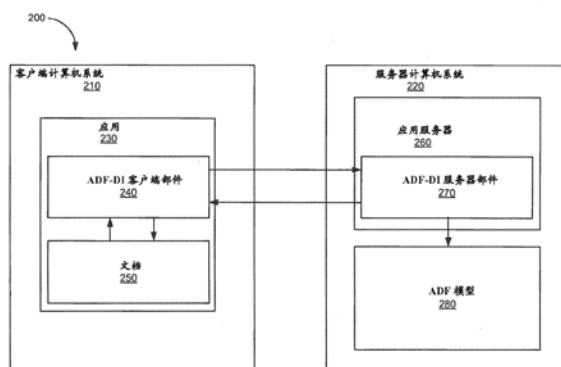 200
客户端计算机系统
210
应用
230
ADF-DI 客户端部件
240
文档
250
服务器计算机系统
220
应用服务器
260
ADF-DI 服务器部件
270
ADF 模型
280